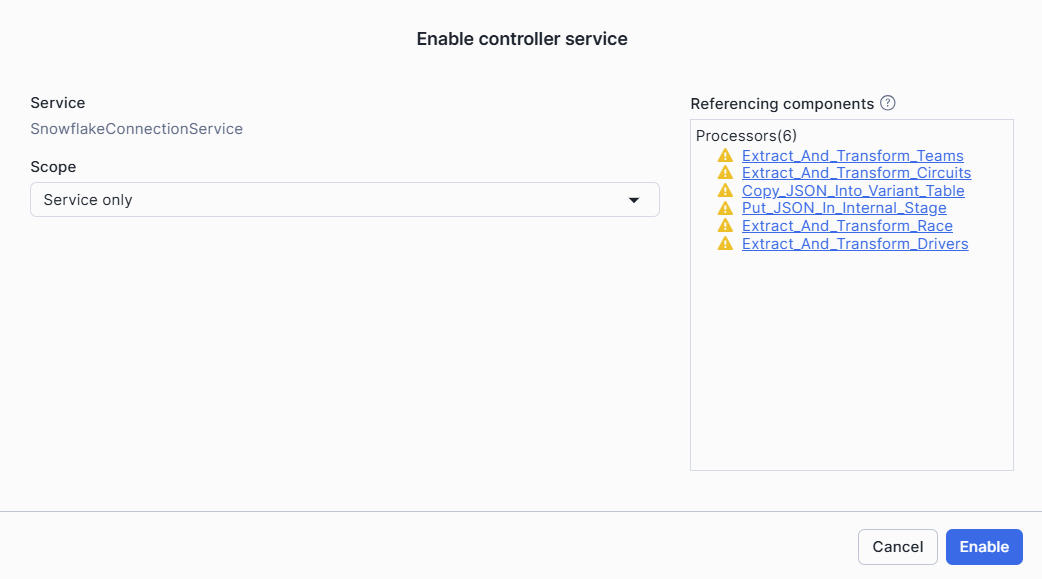 Enable controller service
Service
SnowflakeConnectionService
Scope
Service only
Referencing components ?
Processors(6)
Extract_And_Transform_Teams
Extract_And_Transform_Circuits
Copy_JSON_Into_Variant_Table
Put_JSON_In_Internal_Stage
Extract_And_Transform_Race
Extract_And_Transform_Drivers
Cancel
Enable